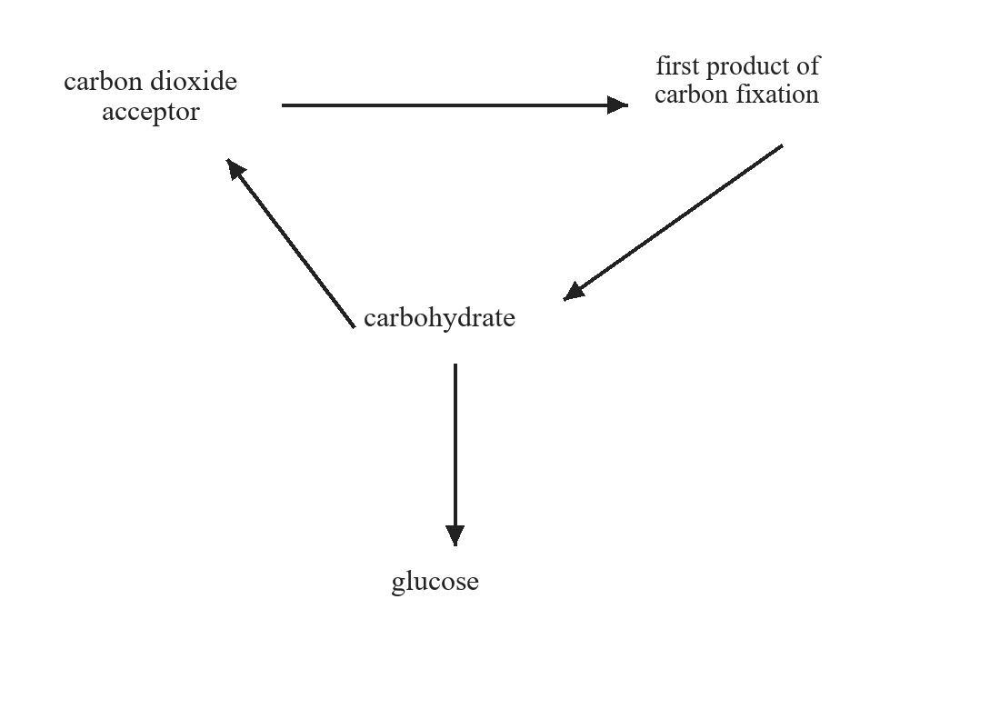 carbon dioxide
acceptor
first product of
carbon fixation
carbohydrate
glucose